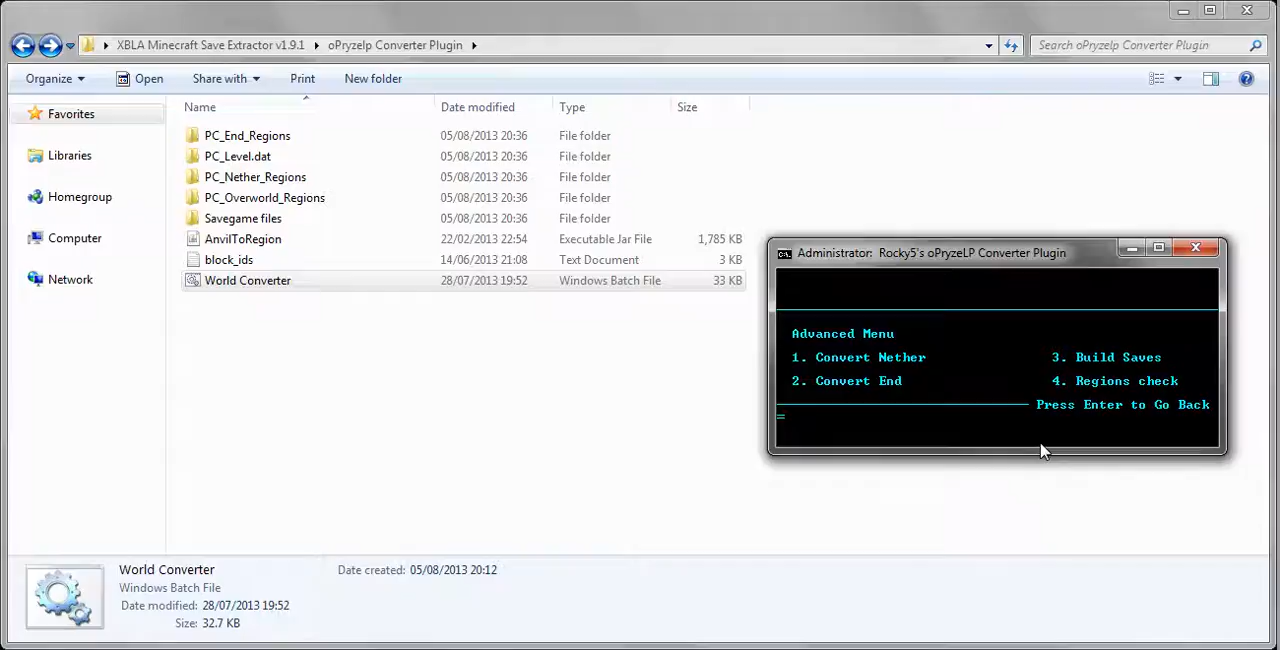 XBLA Minecraft Save Extractor v1.9.1 oPryzelp Converter Plugin Search oPryzelp Converter Plugin
Organize Open Share with Print New folder
Favorites
Libraries
Homegroup
Computer
Network
Name Date modified Type Size
PC_End_Regions 05/08/2013 20:36 File folder
PC_Level.dat 05/08/2013 20:36 File folder
PC_Nether_Regions 05/08/2013 20:36 File folder
PC_Overworld_Regions 05/08/2013 20:36 File folder
Savegame files 05/08/2013 20:36 File folder
AnvilToRegion 22/02/2013 22:54 Executable Jar File 1,785 KB
block_ids 14/06/2013 21:08 Text Document 3 KB
World Converter 28/07/2013 19:52 Windows Batch File 33 KB
Administrator: Rocky5's oPryzeLP Converter Plugin
Advanced Menu
1. Convert Nether 3. Build Saves
2. Convert End 4. Regions check
Press Enter to Go Back
World Converter Date created: 05/08/2013 20:12
Windows Batch File
Date modified: 28/07/2013 19:52
Size: 32.7 KB